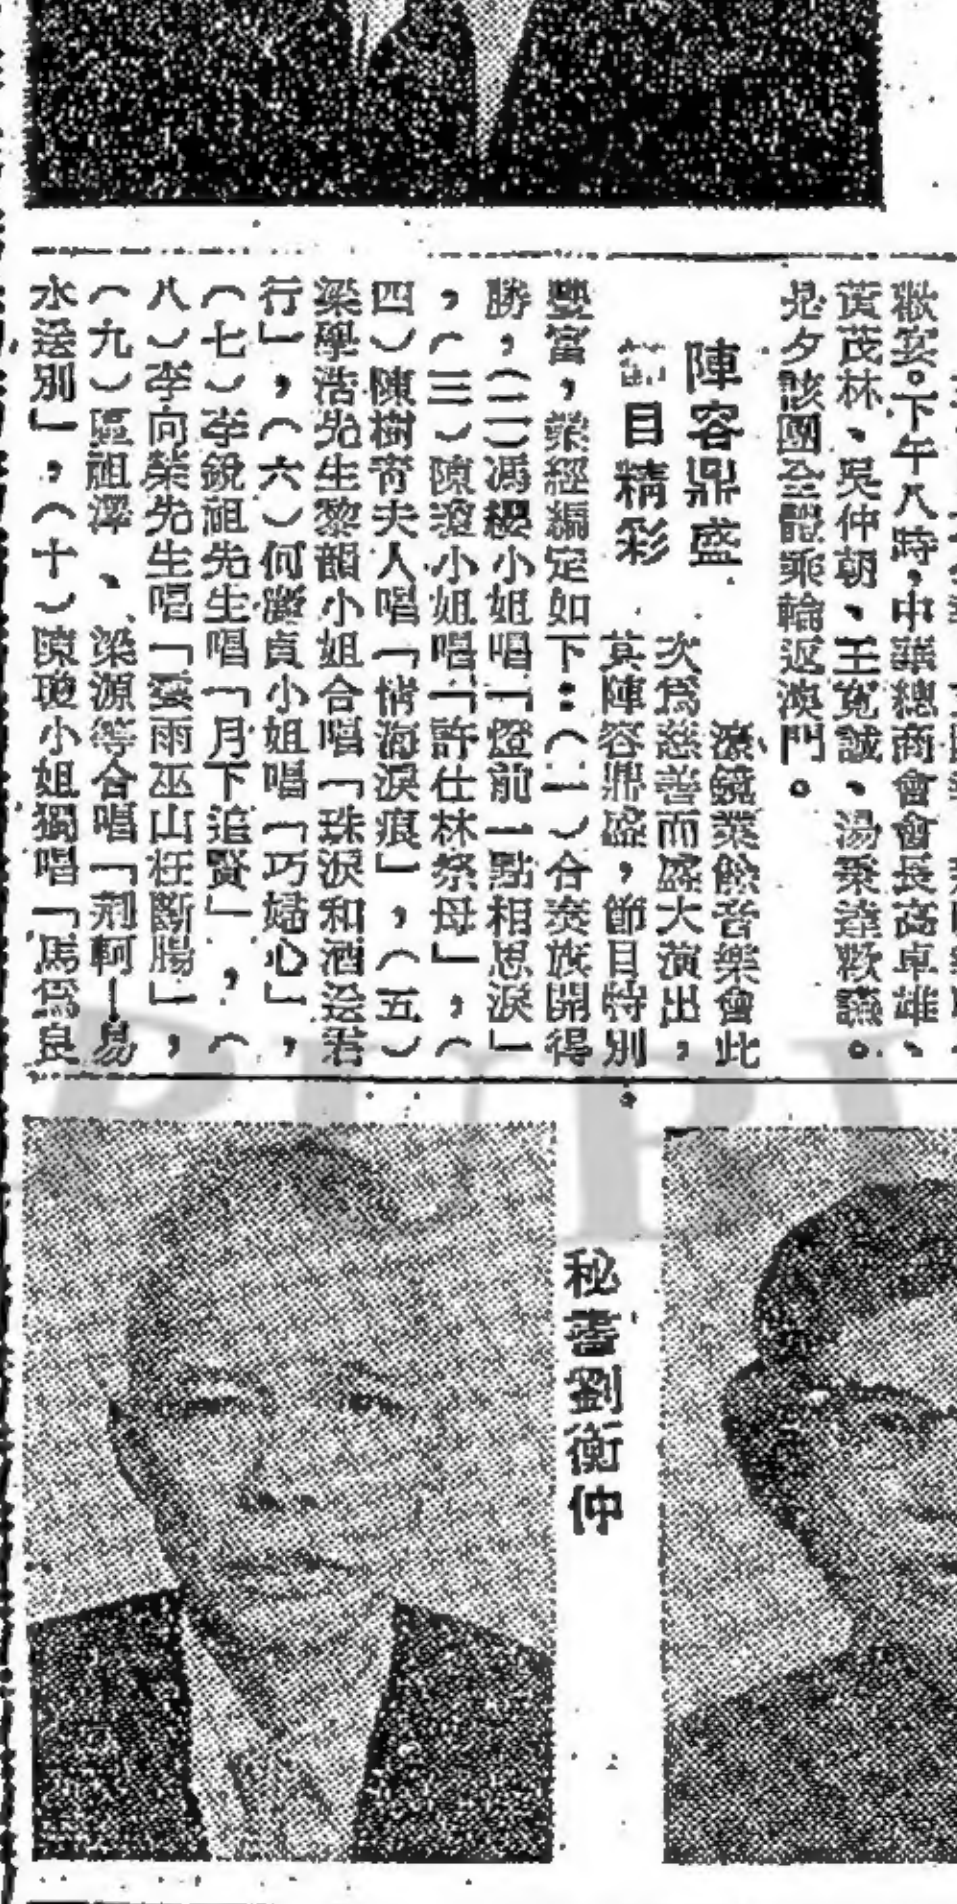 歡宴。下午八時，中華總商會會長高卓雄、
黃茂林、吳仲朝、王寬誠、湯秉達歡讌。
是夕該團全體乘輪返澳門。
陣容鼎盛
節目精彩
濠鏡業餘音樂會此
次爲慈善而盛大演出，
其陣容鼎盛，節目特別
豐富，業經編定如下：（一）合奏旗開得
勝，（二）馮櫻小姐唱「燈前一點相思淚」
，（三）陳 小姐唱「許仕林祭母」，（
四）陳樹 夫人唱「情海淚痕」，（五）
梁學浩先生黎韻小姐合唱「珠淚和酒送君
行」，（六）何麗貞小姐唱「巧婦心」，
（七）李銳祖先生唱「月下追賢」，（
八）李向榮先生唱「雲雨巫山枉斷腸」，
（九）區祖澤、梁源等合唱「荊軻—易
水送別」，（十）陳璇小姐獨唱「馬爲良
秘書劉衡仲